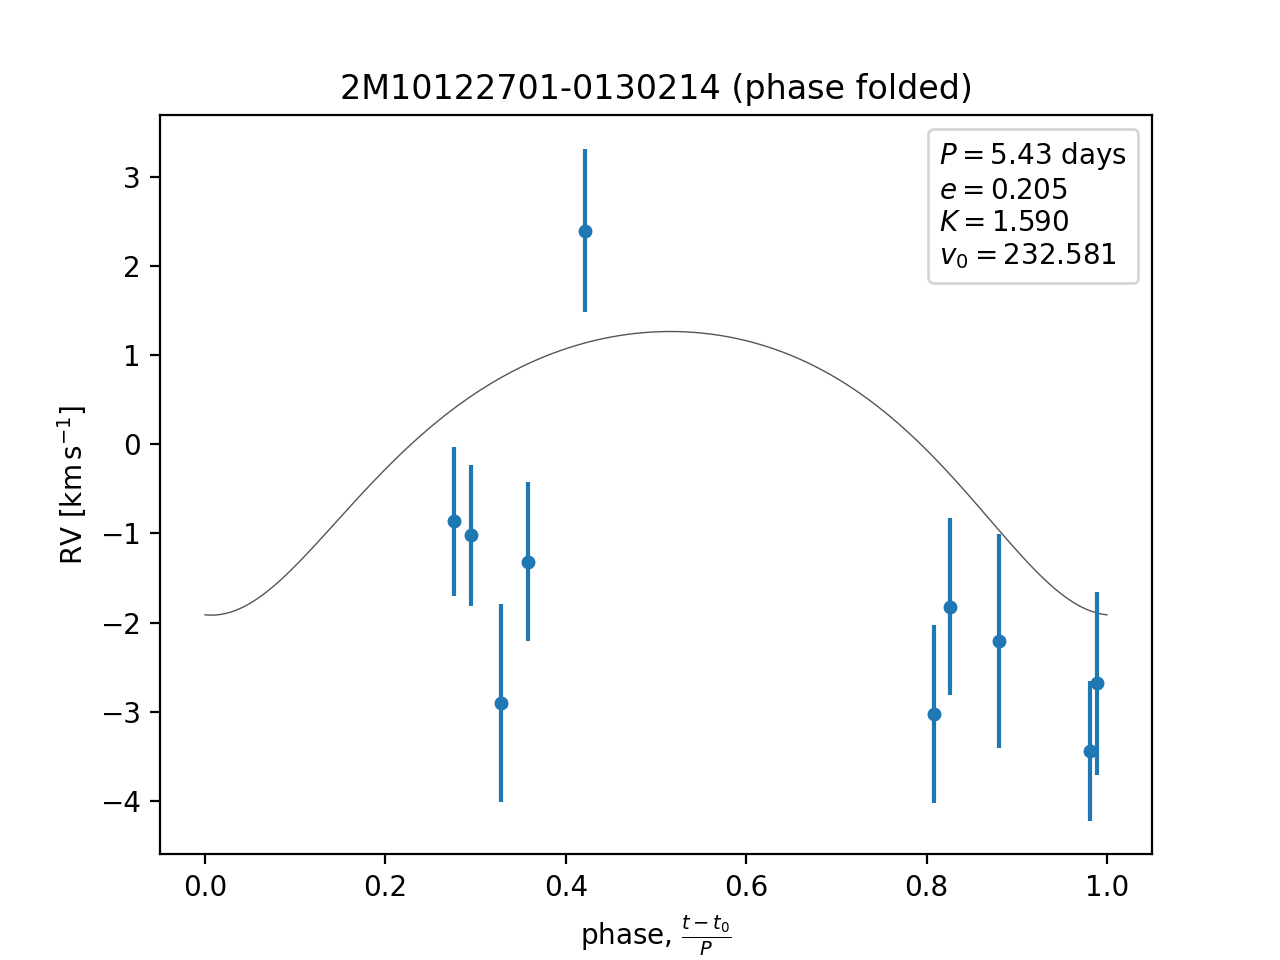 2M10122701-0130214 (phase folded)
P = 5.43 days
e = 0.205
K = 1.590
v₀ = 232.581
3
2
1
0
−1
−2
−3
−4
RV [km s⁻¹]
0.0 0.2 0.4 0.6 0.8 1.0
phase, (t − t₀)/P